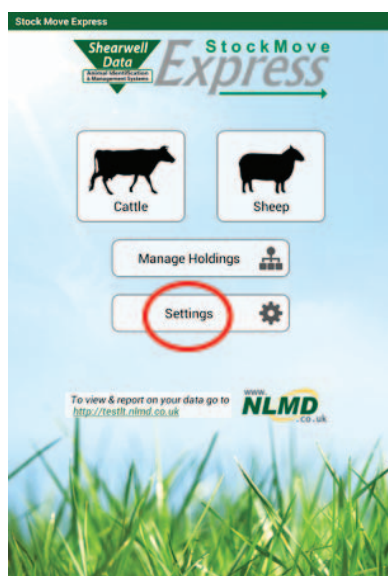 Stock Move Express
Shearwell
Data
Animal Identification
& Management Systems
StockMove
Express
Cattle
Sheep
Manage Holdings
Settings
To view & report on your data go to
http://testlt.nlmd.co.uk
www.
NLMD
.co.uk